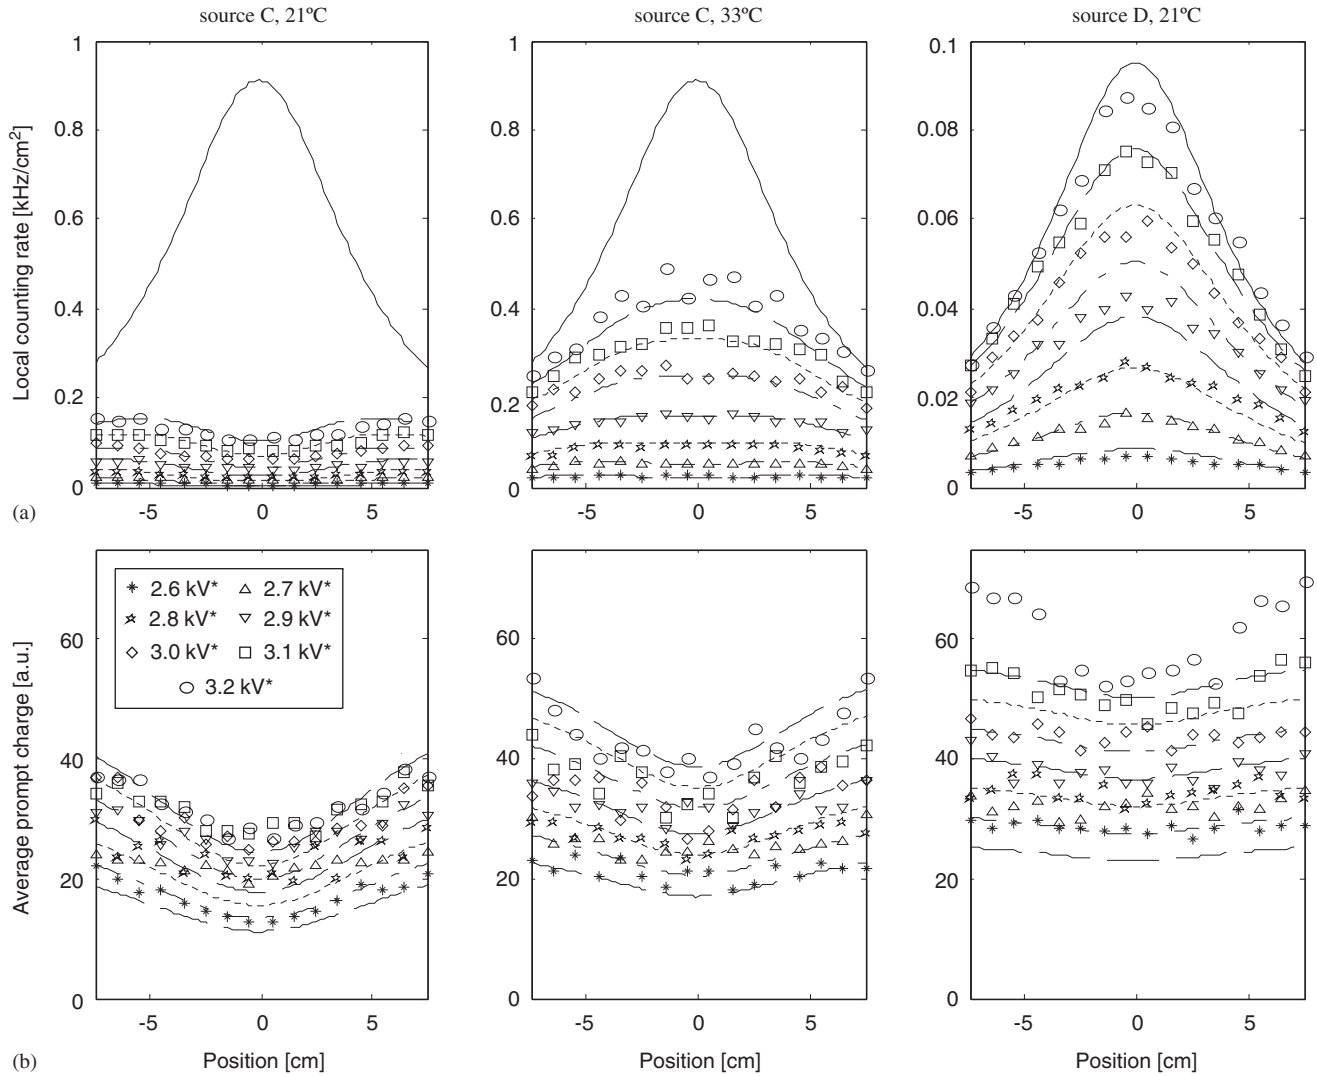 source C, 21ºC source C, 33ºC source D, 21ºC
Local counting rate [kHz/cm2]
1 1 0.1
0.8 0.8 0.08
0.6 0.6 0.06
0.4 0.4 0.04
0.2 0.2 0.02
0 0 0
-5 0 5 -5 0 5 -5 0 5
(a)
Average prompt charge [a.u.]
2.6 kV* 2.7 kV*
2.8 kV* 2.9 kV*
3.0 kV* 3.1 kV*
3.2 kV*
60 60 60
40 40 40
20 20 20
0 0 0
-5 0 5 -5 0 5 -5 0 5
(b) Position [cm] Position [cm] Position [cm]